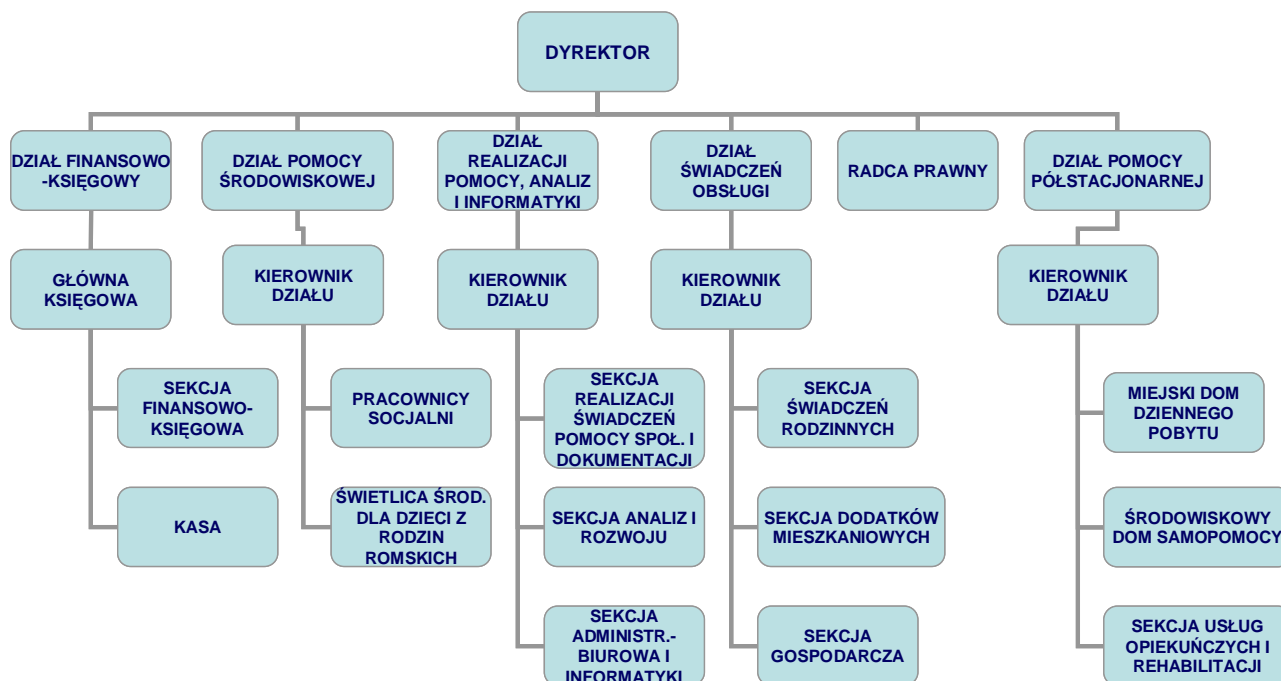 DYREKTOR
DZIAŁ FINANSOWO
-KSIĘGOWY
DZIAŁ POMOCY
ŚRODOWISKOWEJ
DZIAŁ
REALIZACJI
POMOCY, ANALIZ
I INFORMATYKI
DZIAŁ
ŚWIADCZEŃ
OBSŁUGI
RADCA PRAWNY
DZIAŁ POMOCY
PÓŁSTACJONARNEJ
GŁÓWNA
KSIĘGOWA
KIEROWNIK
DZIAŁU
KIEROWNIK
DZIAŁU
KIEROWNIK
DZIAŁU
KIEROWNIK
DZIAŁU
SEKCJA
FINANSOWO-
KSIĘGOWA
PRACOWNICY
SOCJALNI
SEKCJA
REALIZACJI
ŚWIADCZEŃ
POMOCY SPOŁ. I
DOKUMENTACJI
SEKCJA
ŚWIADCZEŃ
RODZINNYCH
MIEJSKI DOM
DZIENNEGO
POBYTU
KASA
ŚWIETLICA ŚROD.
DLA DZIECI Z
RODZIN
ROMSKICH
SEKCJA ANALIZ I
ROZWOJU
SEKCJA DODATKÓW
MIESZKANIOWYCH
ŚRODOWISKOWY
DOM SAMOPOMOCY
SEKCJA
ADMINISTR.-
BIUROWA I
INFORMATYKI
SEKCJA
GOSPODARCZA
SEKCJA USŁUG
OPIEKUŃCZYCH I
REHABILITACJI